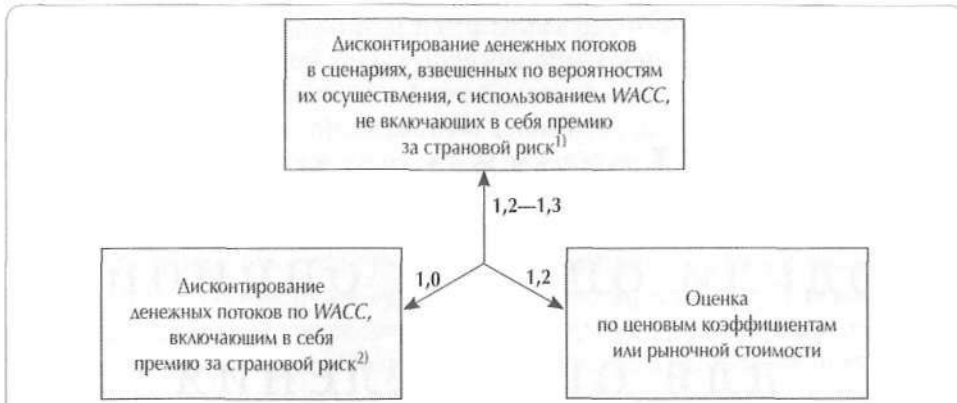 Дисконтирование денежных потоков
в сценариях, взвешенных по вероятностям
их осуществления, с использованием WACC,
не включающих в себя премию
за страновой риск1)
1,2—1,3
1,0
1,2
Дисконтирование
денежных потоков по WACC,
включающим в себя
премию за страновой риск2)
Оценка
по ценовым коэффициентам
или рыночной стоимости